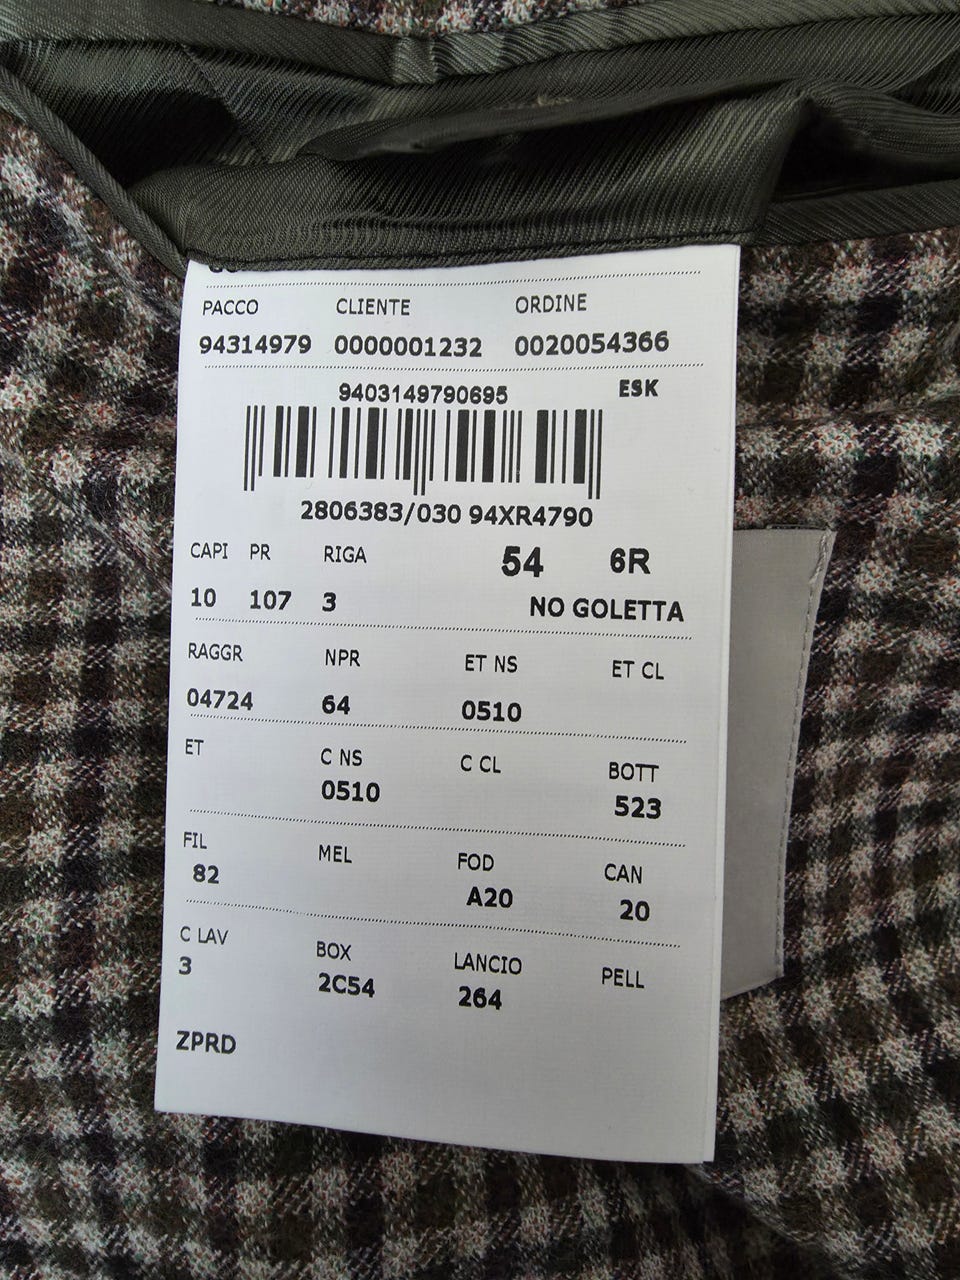 PACCO CLIENTE ORDINE
94314979 0000001232 0020054366
9403149790695 ESK
2806383/030 94XR4790
CAPI PR RIGA 54 6R
10 107 3 NO GOLETTA
RAGGR NPR ET NS ET CL
04724 64 0510
ET C NS C CL BOTT
0510 523
FIL MEL FOD CAN
82 A20 20
C LAV BOX LANCIO PELL
3 2C54 264
ZPRD